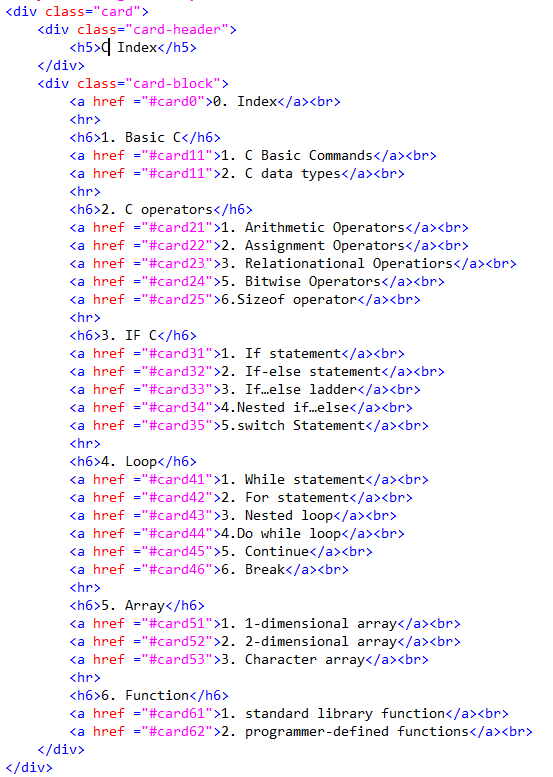 <div class="card">
<div class="card-header">
<h5>C Index</h5>
</div>
<div class="card-block">
<a href ="#card0">0. Index</a><br>
<hr>
<h6>1. Basic C</h6>
<a href ="#card11">1. C Basic Commands</a><br>
<a href ="#card11">2. C data types</a><br>
<hr>
<h6>2. C operators</h6>
<a href ="#card21">1. Arithmetic Operators</a><br>
<a href ="#card22">2. Assignment Operators</a><br>
<a href ="#card23">3. Relationational Operatiors</a><br>
<a href ="#card24">5. Bitwise Operators</a><br>
<a href ="#card25">6.Sizeof operator</a><br>
<hr>
<h6>3. IF C</h6>
<a href ="#card31">1. If statement</a><br>
<a href ="#card32">2. If-else statement</a><br>
<a href ="#card33">3. If…else ladder</a><br>
<a href ="#card34">4.Nested if…else</a><br>
<a href ="#card35">5.switch Statement</a><br>
<hr>
<h6>4. Loop</h6>
<a href ="#card41">1. While statement</a><br>
<a href ="#card42">2. For statement</a><br>
<a href ="#card43">3. Nested loop</a><br>
<a href ="#card44">4.Do while loop</a><br>
<a href ="#card45">5. Continue</a><br>
<a href ="#card46">6. Break</a><br>
<hr>
<h6>5. Array</h6>
<a href ="#card51">1. 1-dimensional array</a><br>
<a href ="#card52">2. 2-dimensional array</a><br>
<a href ="#card53">3. Character array</a><br>
<hr>
<h6>6. Function</h6>
<a href ="#card61">1. standard library function</a><br>
<a href ="#card62">2. programmer-defined functions</a><br>
</div>
</div>